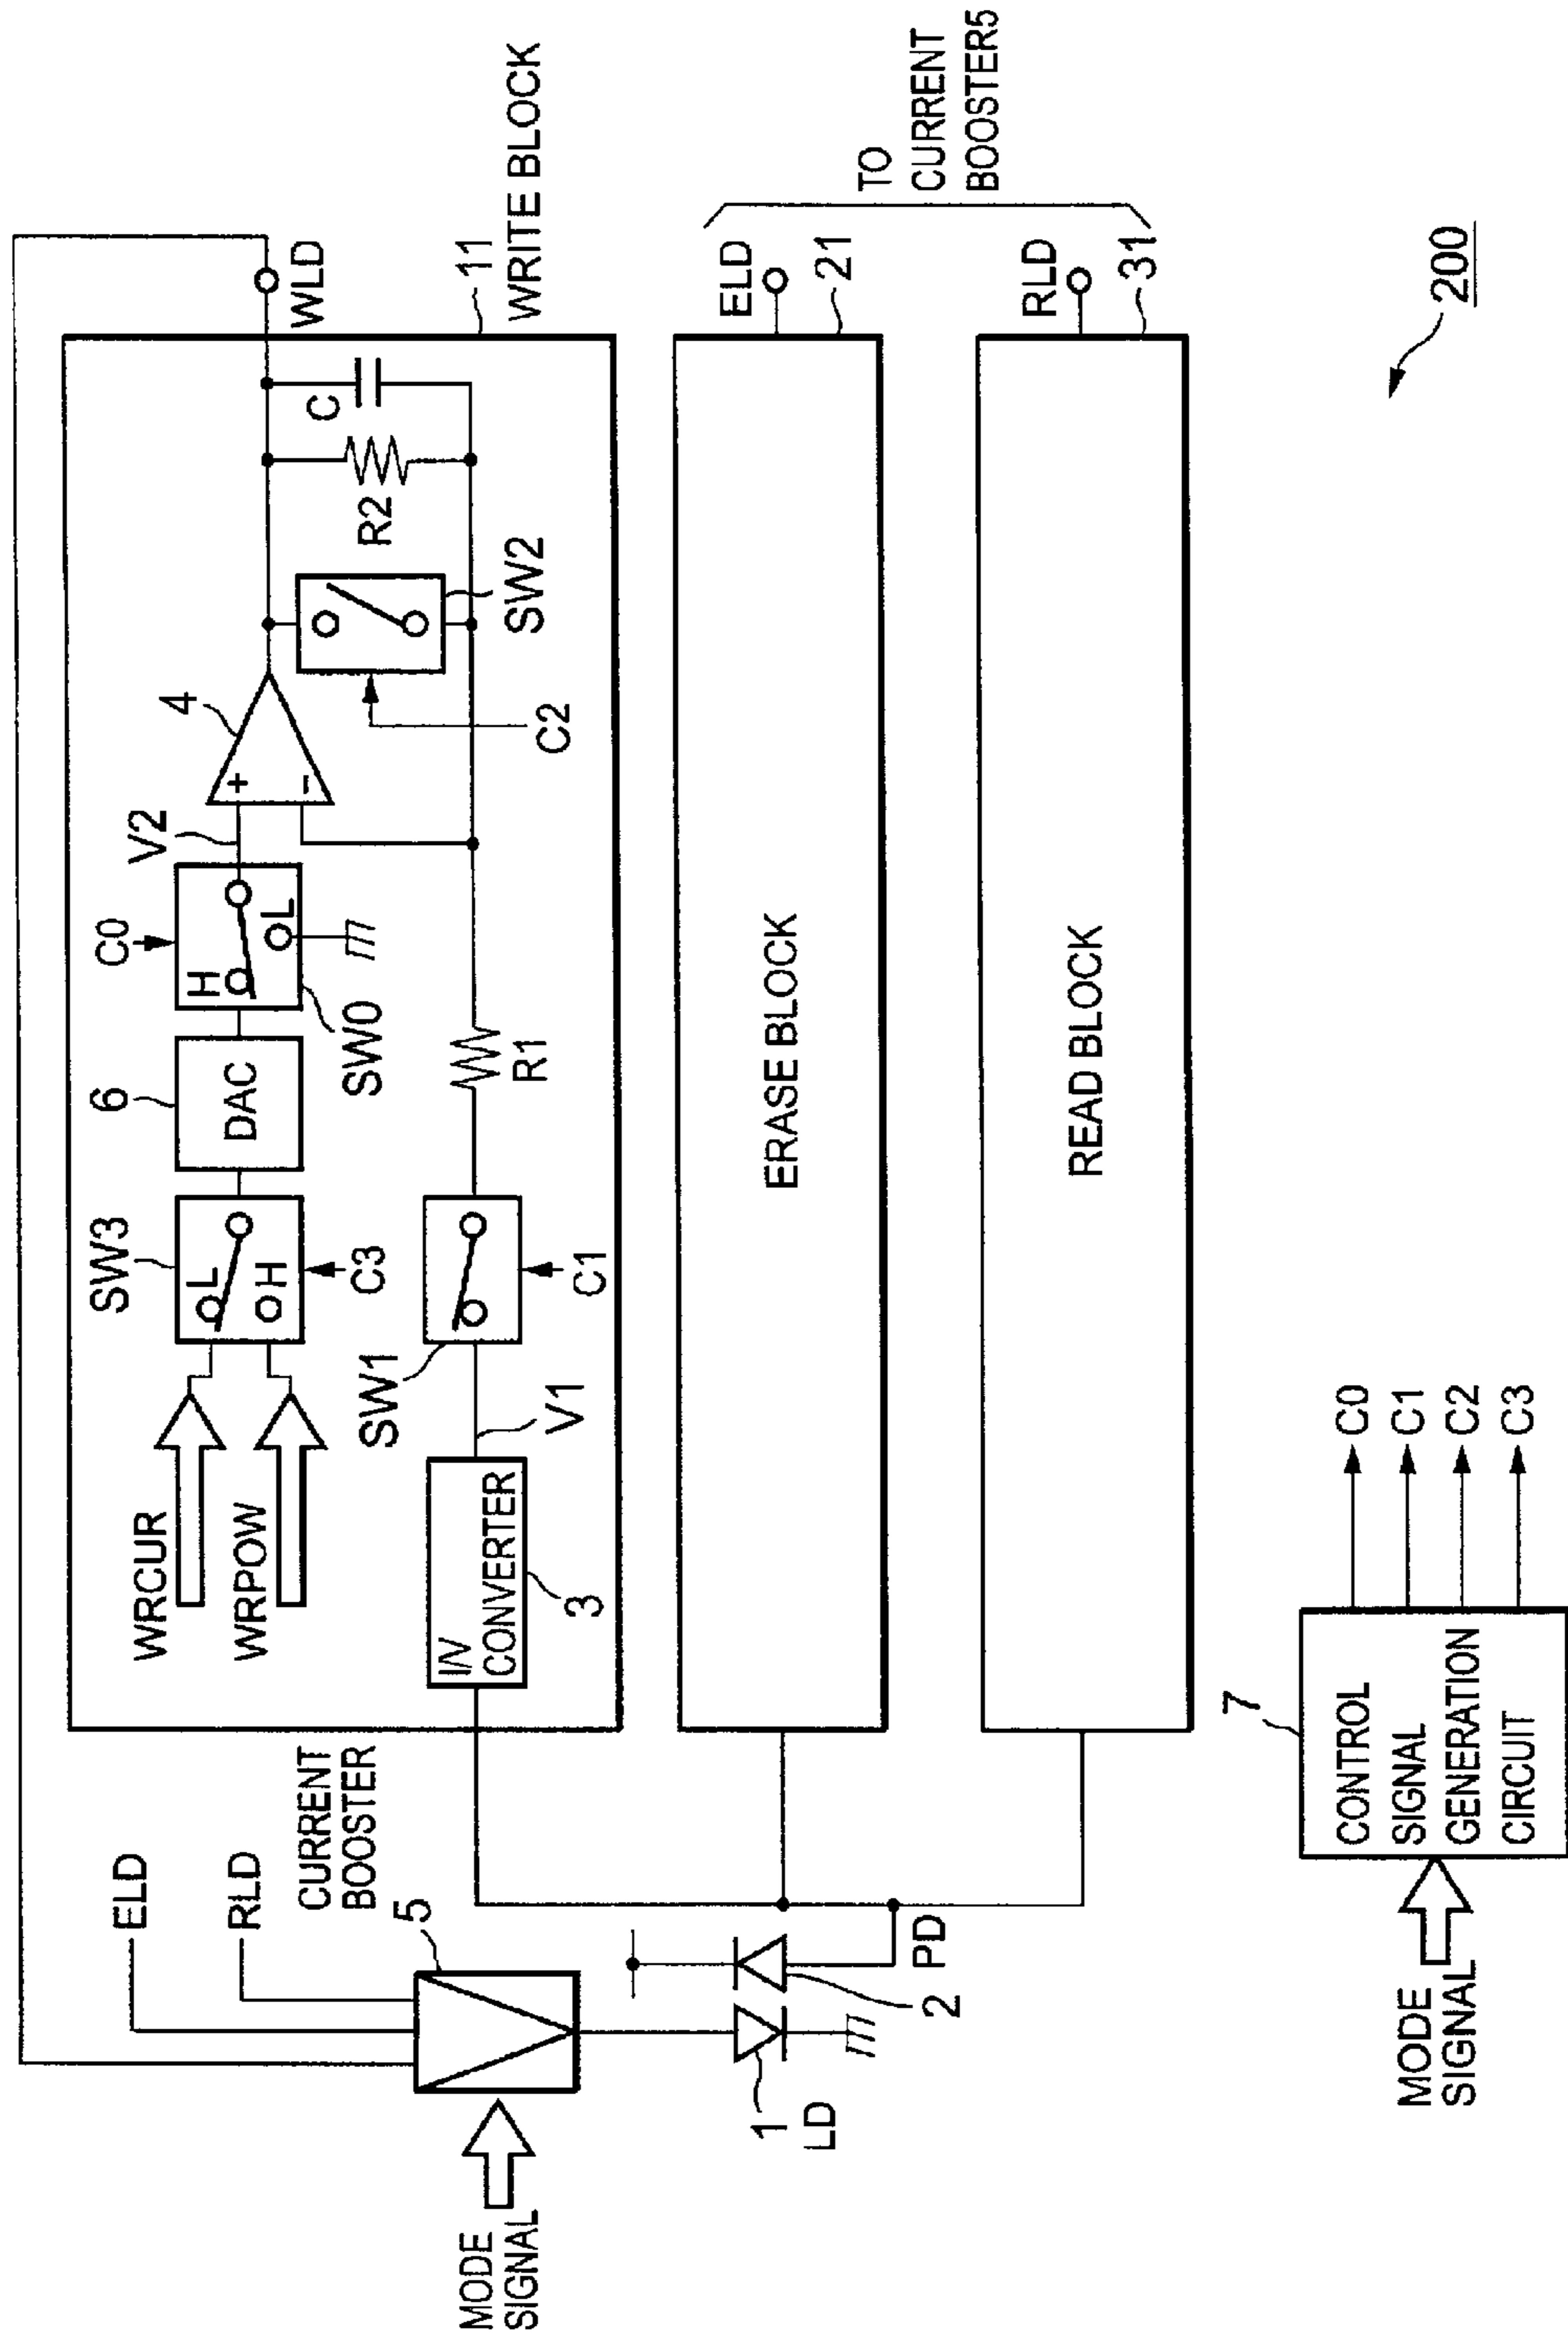 WRCUR
WRPOW
SW3
L
H
C3
6
DAC
C0
H
L
SW0
V2
4
+
−
I/V
CONVERTER
3
V1
SW1
C1
R1
C2
SW2
R2
C
WLD
11
WRITE BLOCK
ERASE BLOCK
ELD
21
READ BLOCK
RLD
31
TO
CURRENT
BOOSTER5
ELD
RLD
CURRENT
BOOSTER
5
MODE
SIGNAL
1
LD
2
PD
MODE
SIGNAL
7
CONTROL
SIGNAL
GENERATION
CIRCUIT
C0
C1
C2
C3
200